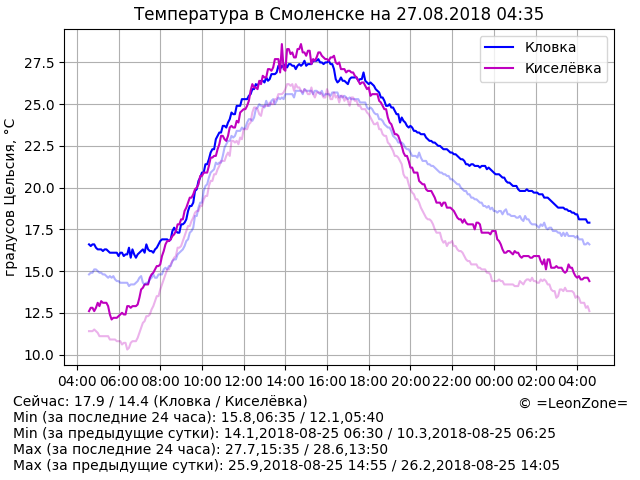 Температура в Смоленске на 27.08.2018 04:35
градусов Цельсия, °C
27.5
25.0
22.5
20.0
17.5
15.0
12.5
10.0
Кловка
Киселёвка
04:00 06:00 08:00 10:00 12:00 14:00 16:00 18:00 20:00 22:00 00:00 02:00 04:00
Сейчас: 17.9 / 14.4 (Кловка / Киселёвка)
© =LeonZone=
Min (за последние 24 часа): 15.8,06:35 / 12.1,05:40
Min (за предыдущие сутки): 14.1,2018-08-25 06:30 / 10.3,2018-08-25 06:25
Max (за последние 24 часа): 27.7,15:35 / 28.6,13:50
Max (за предыдущие сутки): 25.9,2018-08-25 14:55 / 26.2,2018-08-25 14:05